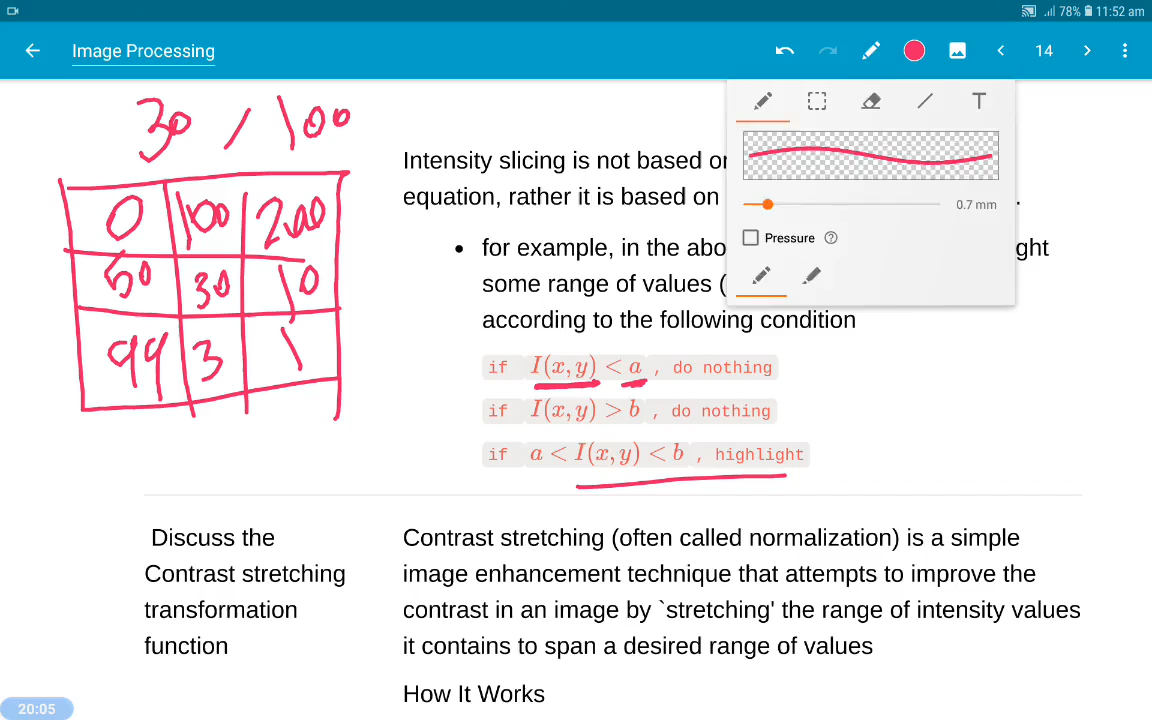 78% 11:52 am
Image Processing
14
30 / 100
0 100 200
50 30 10
99 3 1
0.7 mm
Pressure
Intensity slicing is not based on
equation, rather it is based on
for example, in the abo ght
some range of values (
according to the following condition
if I(x,y) < a , do nothing
if I(x,y) > b , do nothing
if a < I(x,y) < b , highlight
Discuss the
Contrast stretching
transformation
function
Contrast stretching (often called normalization) is a simple
image enhancement technique that attempts to improve the
contrast in an image by `stretching' the range of intensity values
it contains to span a desired range of values
How It Works
20:05